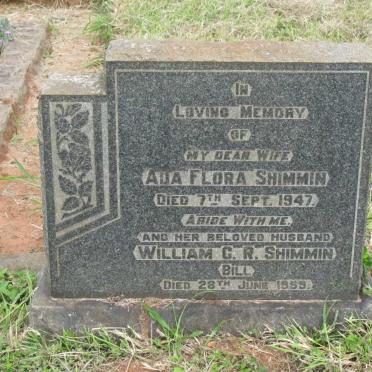 IN
LOVING MEMORY
OF
MY DEAR WIFE
ADA FLORA SHIMMIN
DIED 7TH SEPT. 1947.
ABIDE WITH ME.
AND HER BELOVED HUSBAND
WILLIAM C. R. SHIMMIN
BILL
DIED 28TH JUNE 1959.